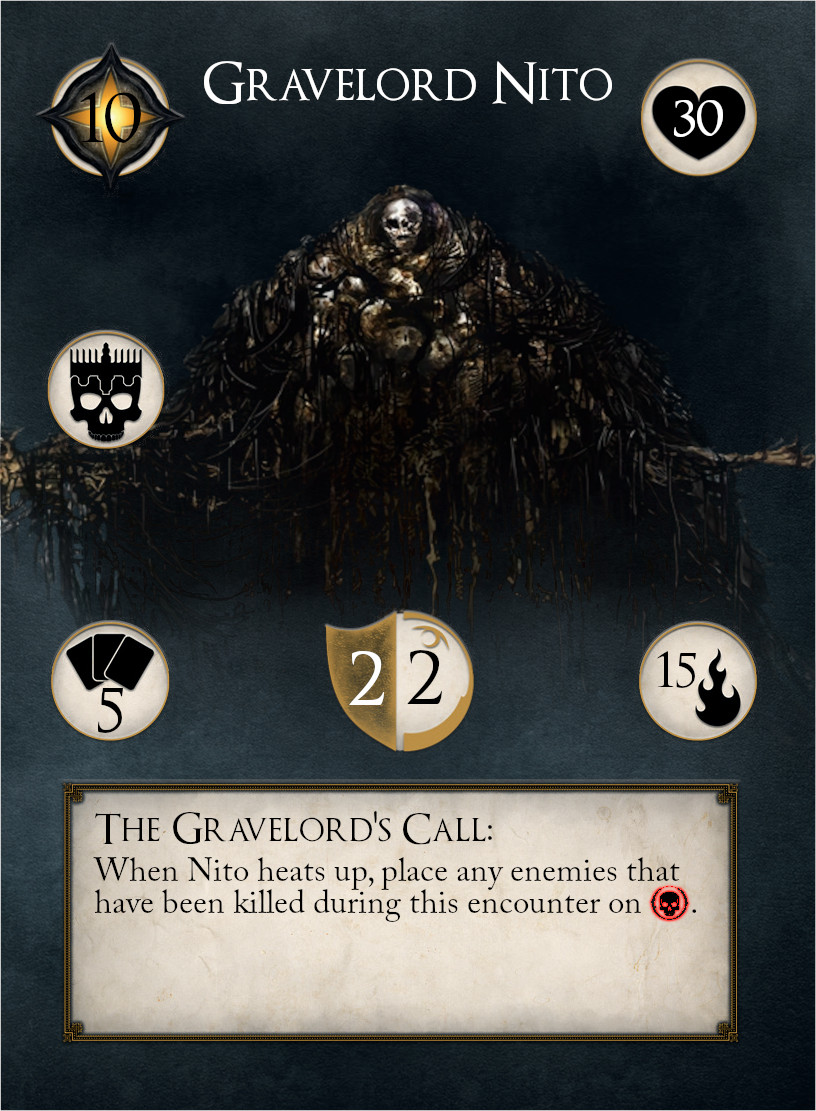 10
Gravelord Nito
30
5
2 2
15
The Gravelord's Call:
When Nito heats up, place any enemies that
have been killed during this encounter on .